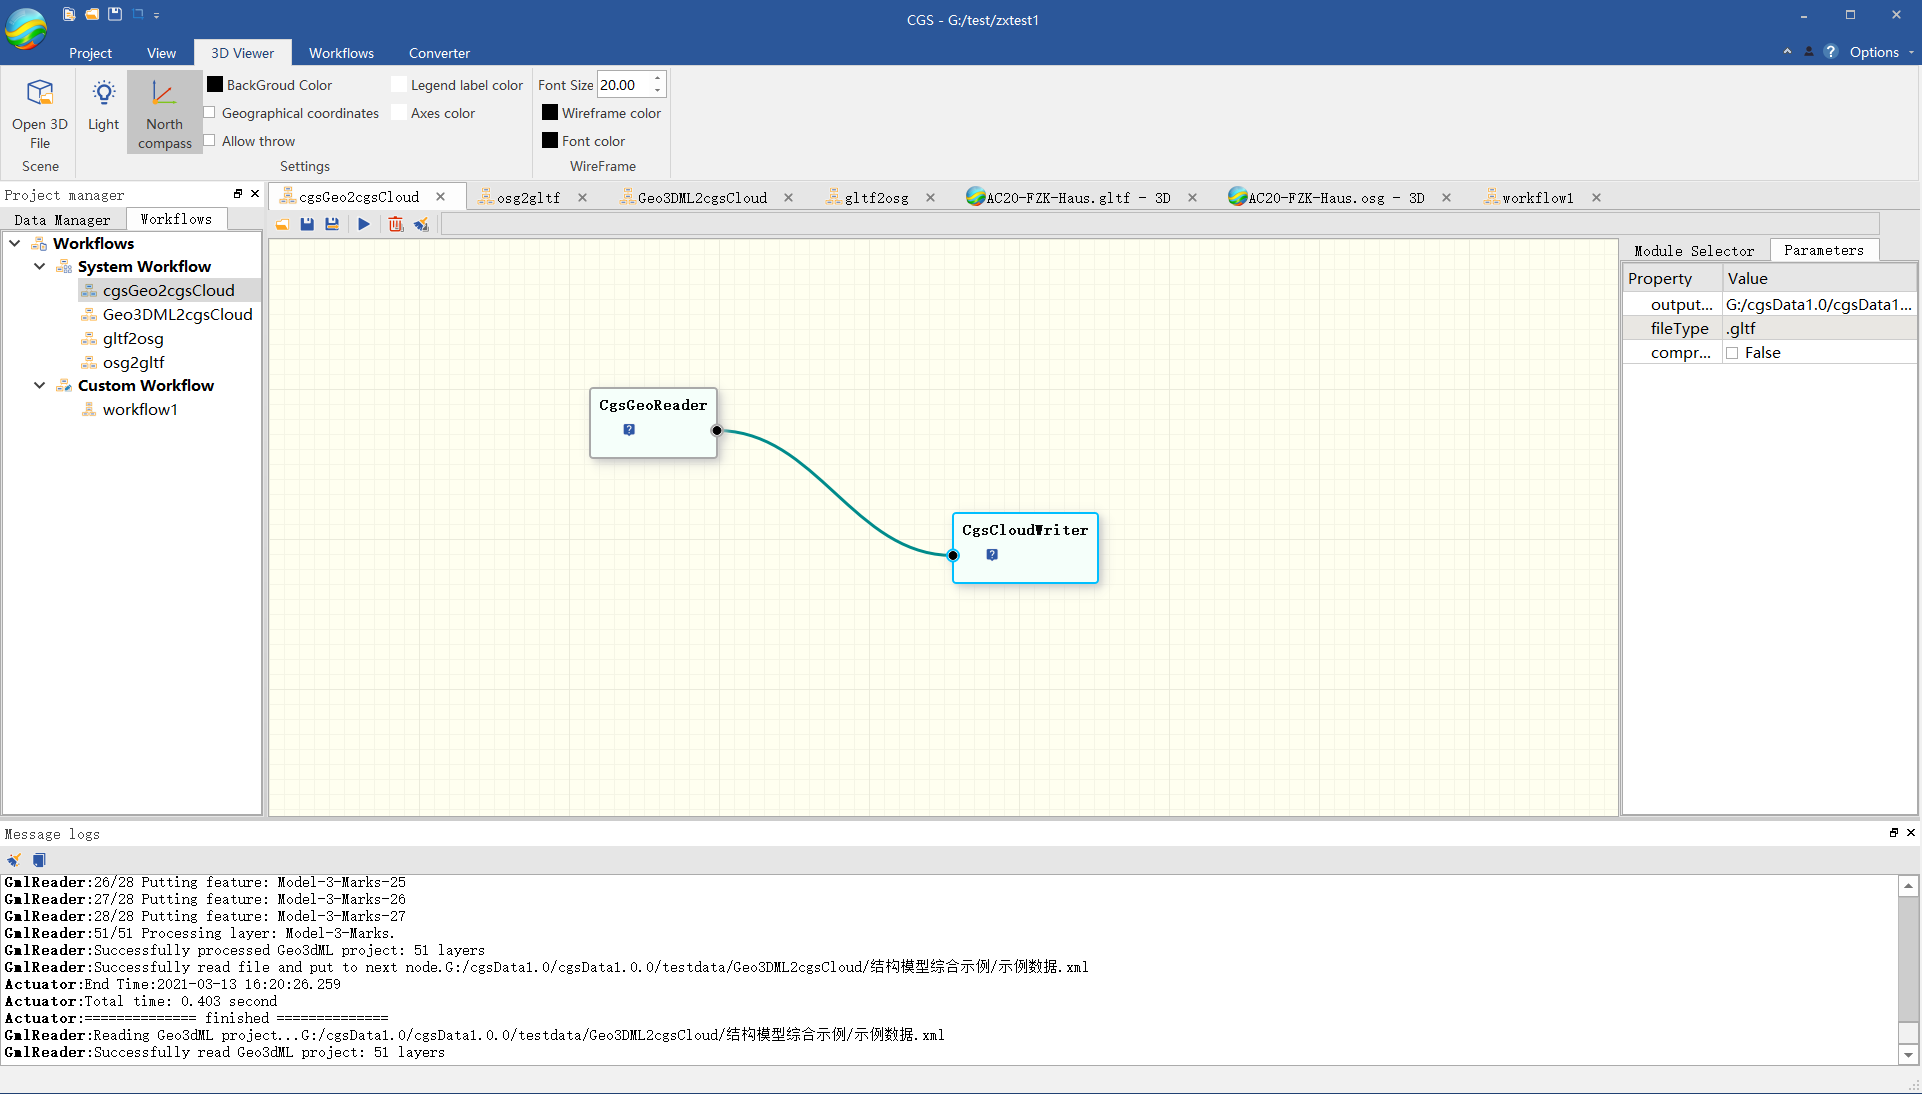 CGS - G:/test/zxtest1
Project View 3D Viewer Workflows Converter
Options
Open 3D File
Light
North compass
BackGroud Color
Geographical coordinates
Allow throw
Legend label color
Axes color
Font Size 20.00
Wireframe color
Font color
Scene
Settings
WireFrame
Project manager
Data Manager Workflows
Workflows
System Workflow
cgsGeo2cgsCloud
Geo3DML2cgsCloud
gltf2osg
osg2gltf
Custom Workflow
workflow1
cgsGeo2cgsCloud osg2gltf Geo3DML2cgsCloud gltf2osg AC20-FZK-Haus.gltf - 3D AC20-FZK-Haus.osg - 3D workflow1
CgsGeoReader
CgsCloudWriter
Module Selector Parameters
Property Value
output... G:/cgsData1.0/cgsData1...
fileType .gltf
compr... False
Message logs
GmlReader:26/28 Putting feature: Model-3-Marks-25
GmlReader:27/28 Putting feature: Model-3-Marks-26
GmlReader:28/28 Putting feature: Model-3-Marks-27
GmlReader:51/51 Processing layer: Model-3-Marks.
GmlReader:Successfully processed Geo3dML project: 51 layers
GmlReader:Successfully read file and put to next node.G:/cgsData1.0/cgsData1.0.0/testdata/Geo3DML2cgsCloud/结构模型综合示例/示例数据.xml
Actuator:End Time:2021-03-13 16:20:26.259
Actuator:Total time: 0.403 second
Actuator:============== finished ==============
GmlReader:Reading Geo3dML project...G:/cgsData1.0/cgsData1.0.0/testdata/Geo3DML2cgsCloud/结构模型综合示例/示例数据.xml
GmlReader:Successfully read Geo3dML project: 51 layers